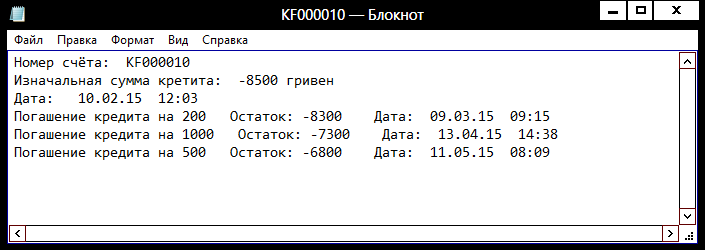 KF000010 — Блокнот
Файл Правка Формат Вид Справка
Номер счёта: KF000010
Изначальная сумма кретита: -8500 гривен
Дата: 10.02.15 12:03
Погашение кредита на 200 Остаток: -8300 Дата: 09.03.15 09:15
Погашение кредита на 1000 Остаток: -7300 Дата: 13.04.15 14:38
Погашение кредита на 500 Остаток: -6800 Дата: 11.05.15 08:09